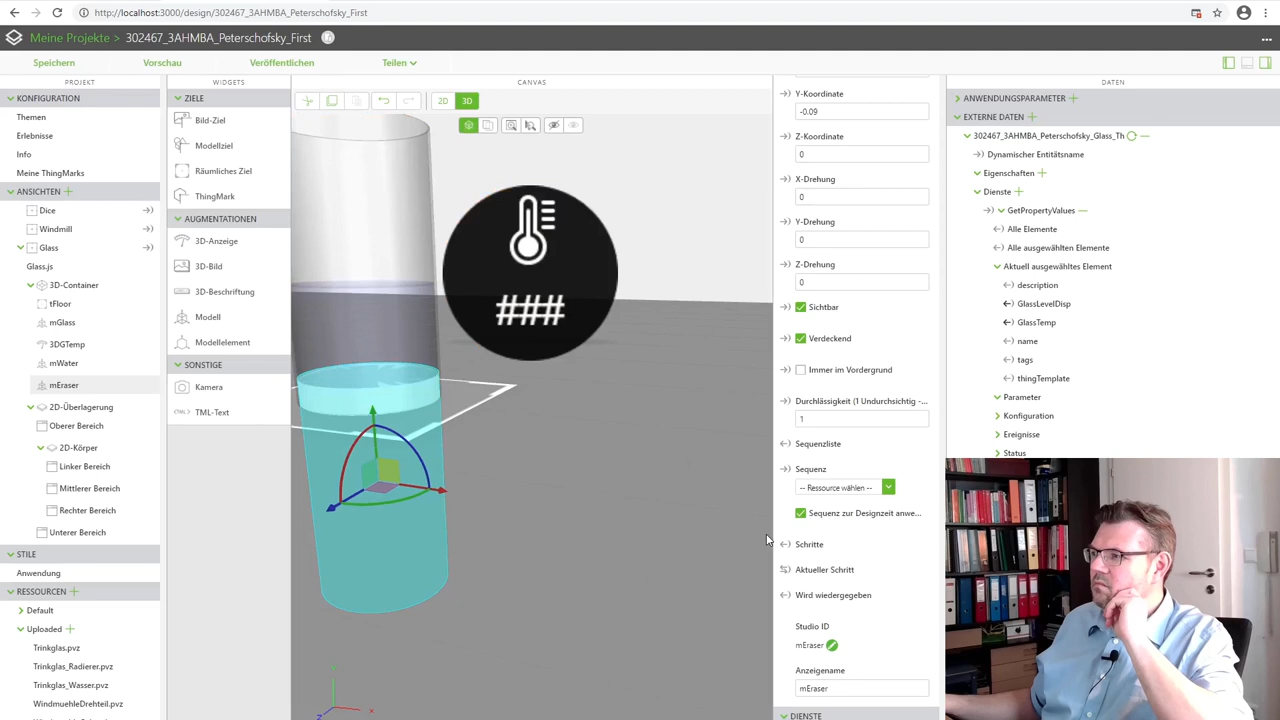 http://localhost:3000/design/302467_3AHMBA_Peterschofsky_First
Meine Projekte > 302467_3AHMBA_Peterschofsky_First
Speichern
Vorschau
Veröffentlichen
Teilen
PROJEKT
WIDGETS
CANVAS
DATEN
KONFIGURATION
Themen
Erlebnisse
Info
Meine ThingMarks
ANSICHTEN
Dice
Windmill
Glass
Glass.js
3D-Container
tFloor
mGlass
3DGTemp
mWater
mEraser
2D-Überlagerung
Oberer Bereich
2D-Körper
Linker Bereich
Mittlerer Bereich
Rechter Bereich
Unterer Bereich
STILE
Anwendung
RESSOURCEN
Default
Uploaded
Trinkglas.pvz
Trinkglas_Radierer.pvz
Trinkglas_Wasser.pvz
WindmuehleDrehteil.pvz
ZIELE
Bild-Ziel
Modellziel
Räumliches Ziel
ThingMark
AUGMENTATIONEN
3D-Anzeige
3D-Bild
3D-Beschriftung
Modell
Modellelement
SONSTIGE
Kamera
TML-Text
2D
3D
###
Y-Koordinate
-0.09
Z-Koordinate
0
X-Drehung
0
Y-Drehung
0
Z-Drehung
0
Sichtbar
Verdeckend
Immer im Vordergrund
Durchlässigkeit (1 Undurchsichtig -...
1
Sequenzliste
Sequenz
-- Ressource wählen --
Sequenz zur Designzeit anwe...
Schritte
Aktueller Schritt
Wird wiedergegeben
Studio ID
mEraser
Anzeigename
mEraser
DIENSTE
ANWENDUNGSPARAMETER
EXTERNE DATEN
302467_3AHMBA_Peterschofsky_Glass_Th
Dynamischer Entitätsname
Eigenschaften
Dienste
GetPropertyValues
Alle Elemente
Alle ausgewählten Elemente
Aktuell ausgewähltes Element
description
GlassLevelDisp
GlassTemp
name
tags
thingTemplate
Parameter
Konfiguration
Ereignisse
Status